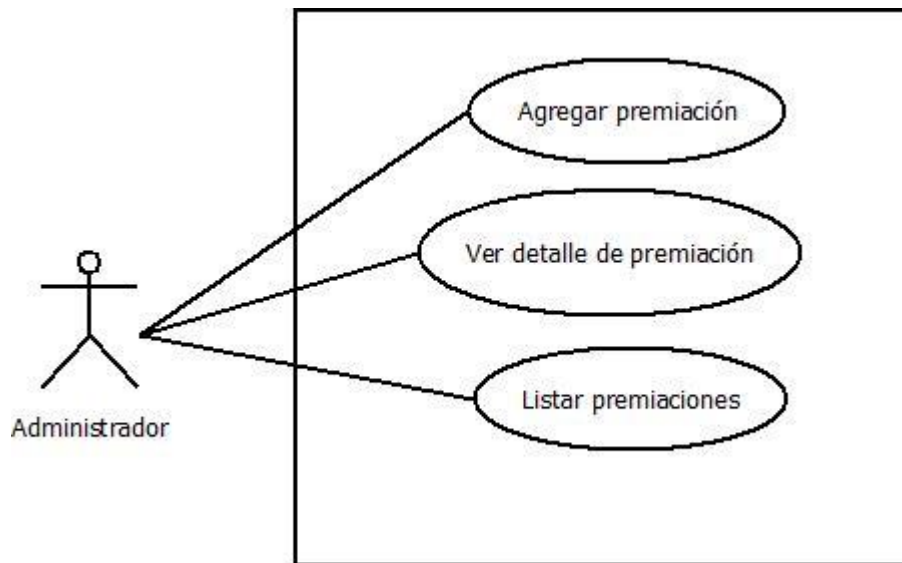 Agregar premiación
Ver detalle de premiación
Listar premiaciones
Administrador